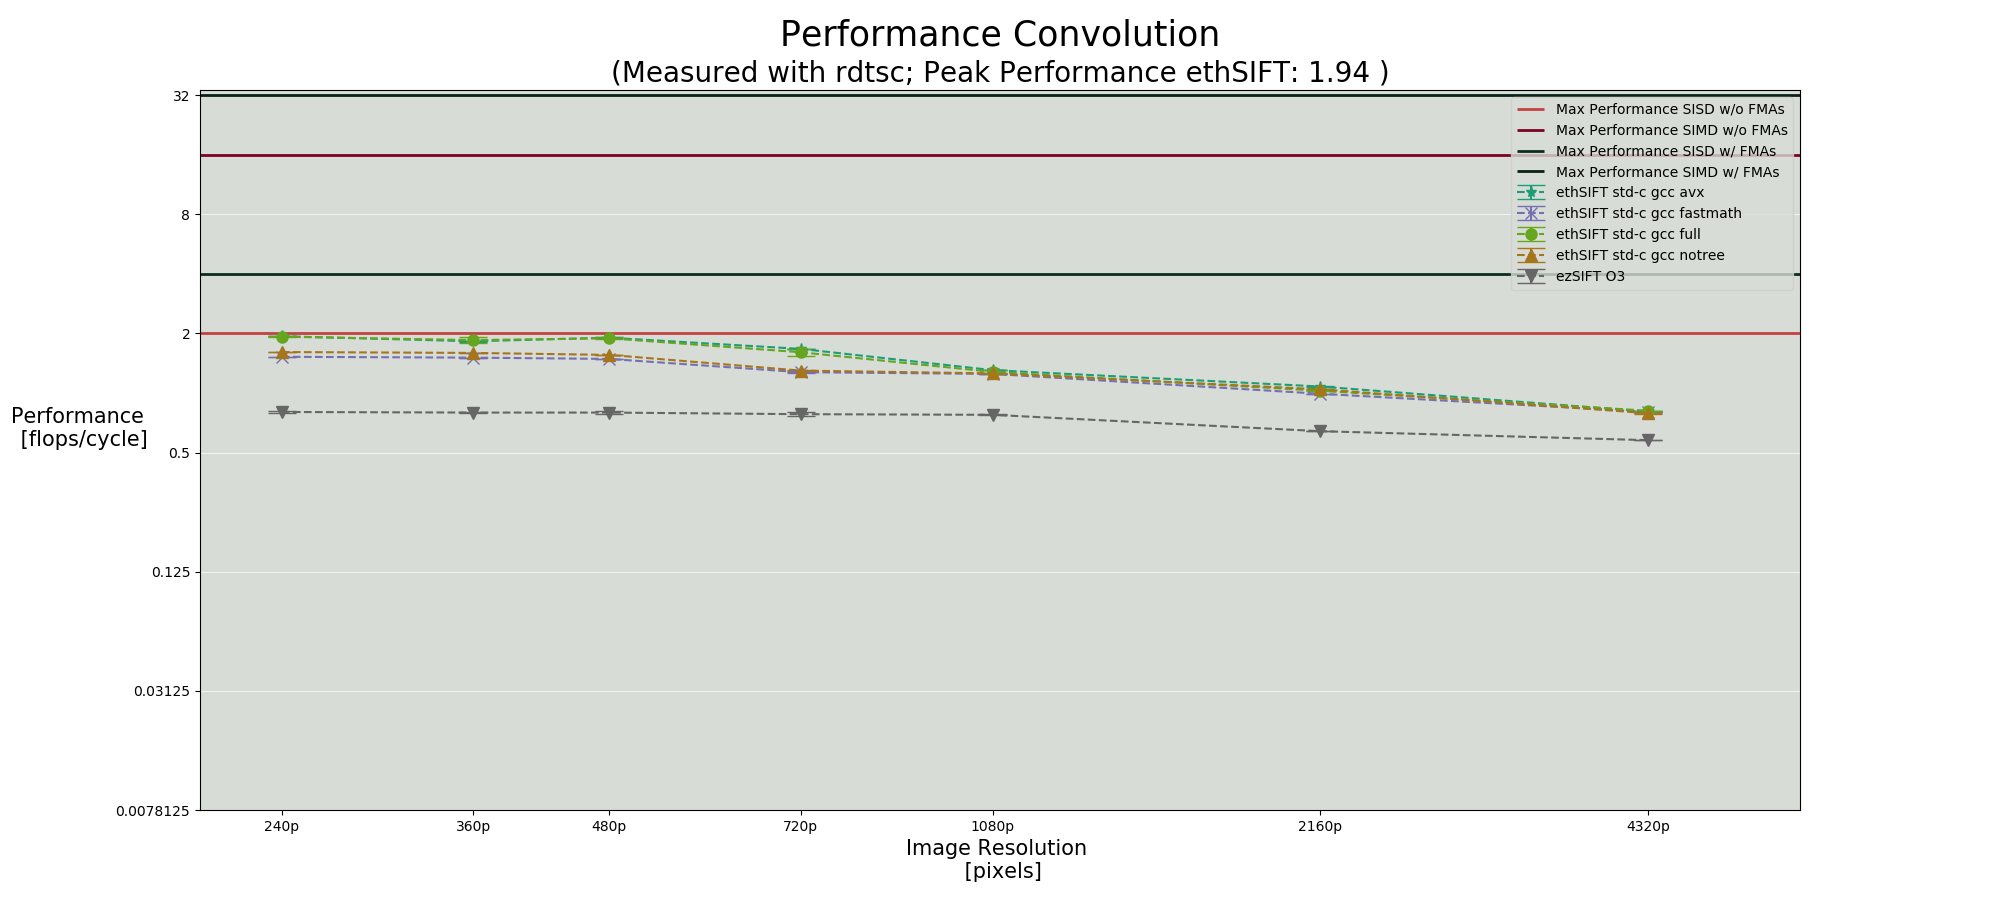 Performance Convolution
(Measured with rdtsc; Peak Performance ethSIFT: 1.94 )
32
8
2
0.5
0.125
0.03125
0.0078125
Performance
[flops/cycle]
Max Performance SISD w/o FMAs
Max Performance SIMD w/o FMAs
Max Performance SISD w/ FMAs
Max Performance SIMD w/ FMAs
ethSIFT std-c gcc avx
ethSIFT std-c gcc fastmath
ethSIFT std-c gcc full
ethSIFT std-c gcc notree
ezSIFT O3
240p 360p 480p 720p 1080p 2160p 4320p
Image Resolution
[pixels]